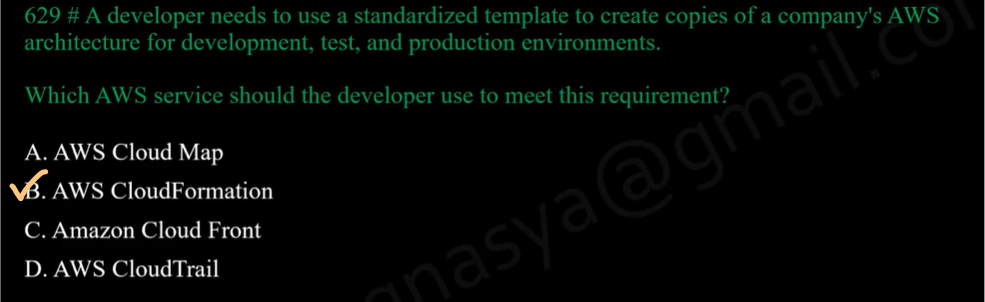 629 # A developer needs to use a standardized template to create copies of a company's AWS
architecture for development, test, and production environments.
Which AWS service should the developer use to meet this requirement?
A. AWS Cloud Map
B. AWS CloudFormation
C. Amazon Cloud Front
D. AWS CloudTrail